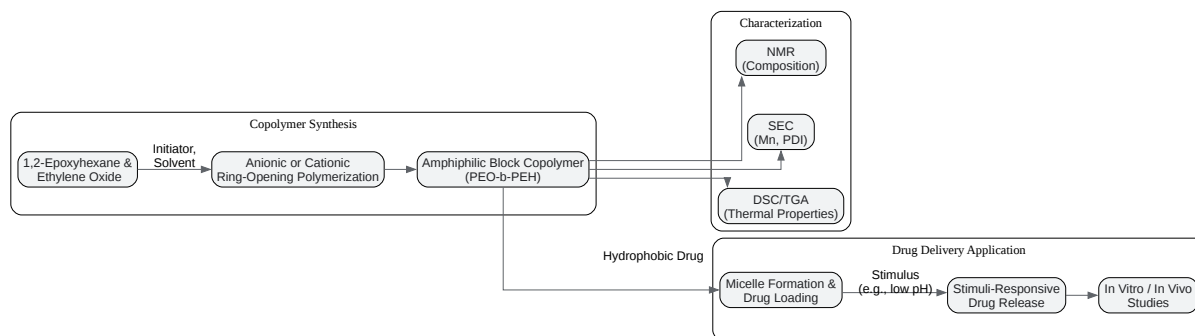 Copolymer Synthesis
1,2-Epoxyhexane &
Ethylene Oxide
Initiator,
Solvent
Anionic or Cationic
Ring-Opening Polymerization
Amphiphilic Block Copolymer
(PEO-b-PEH)
Characterization
NMR
(Composition)
SEC
(Mn, PDI)
DSC/TGA
(Thermal Properties)
Hydrophobic Drug
Drug Delivery Application
Micelle Formation &
Drug Loading
Stimulus
(e.g., low pH)
Stimuli-Responsive
Drug Release
In Vitro / In Vivo
Studies